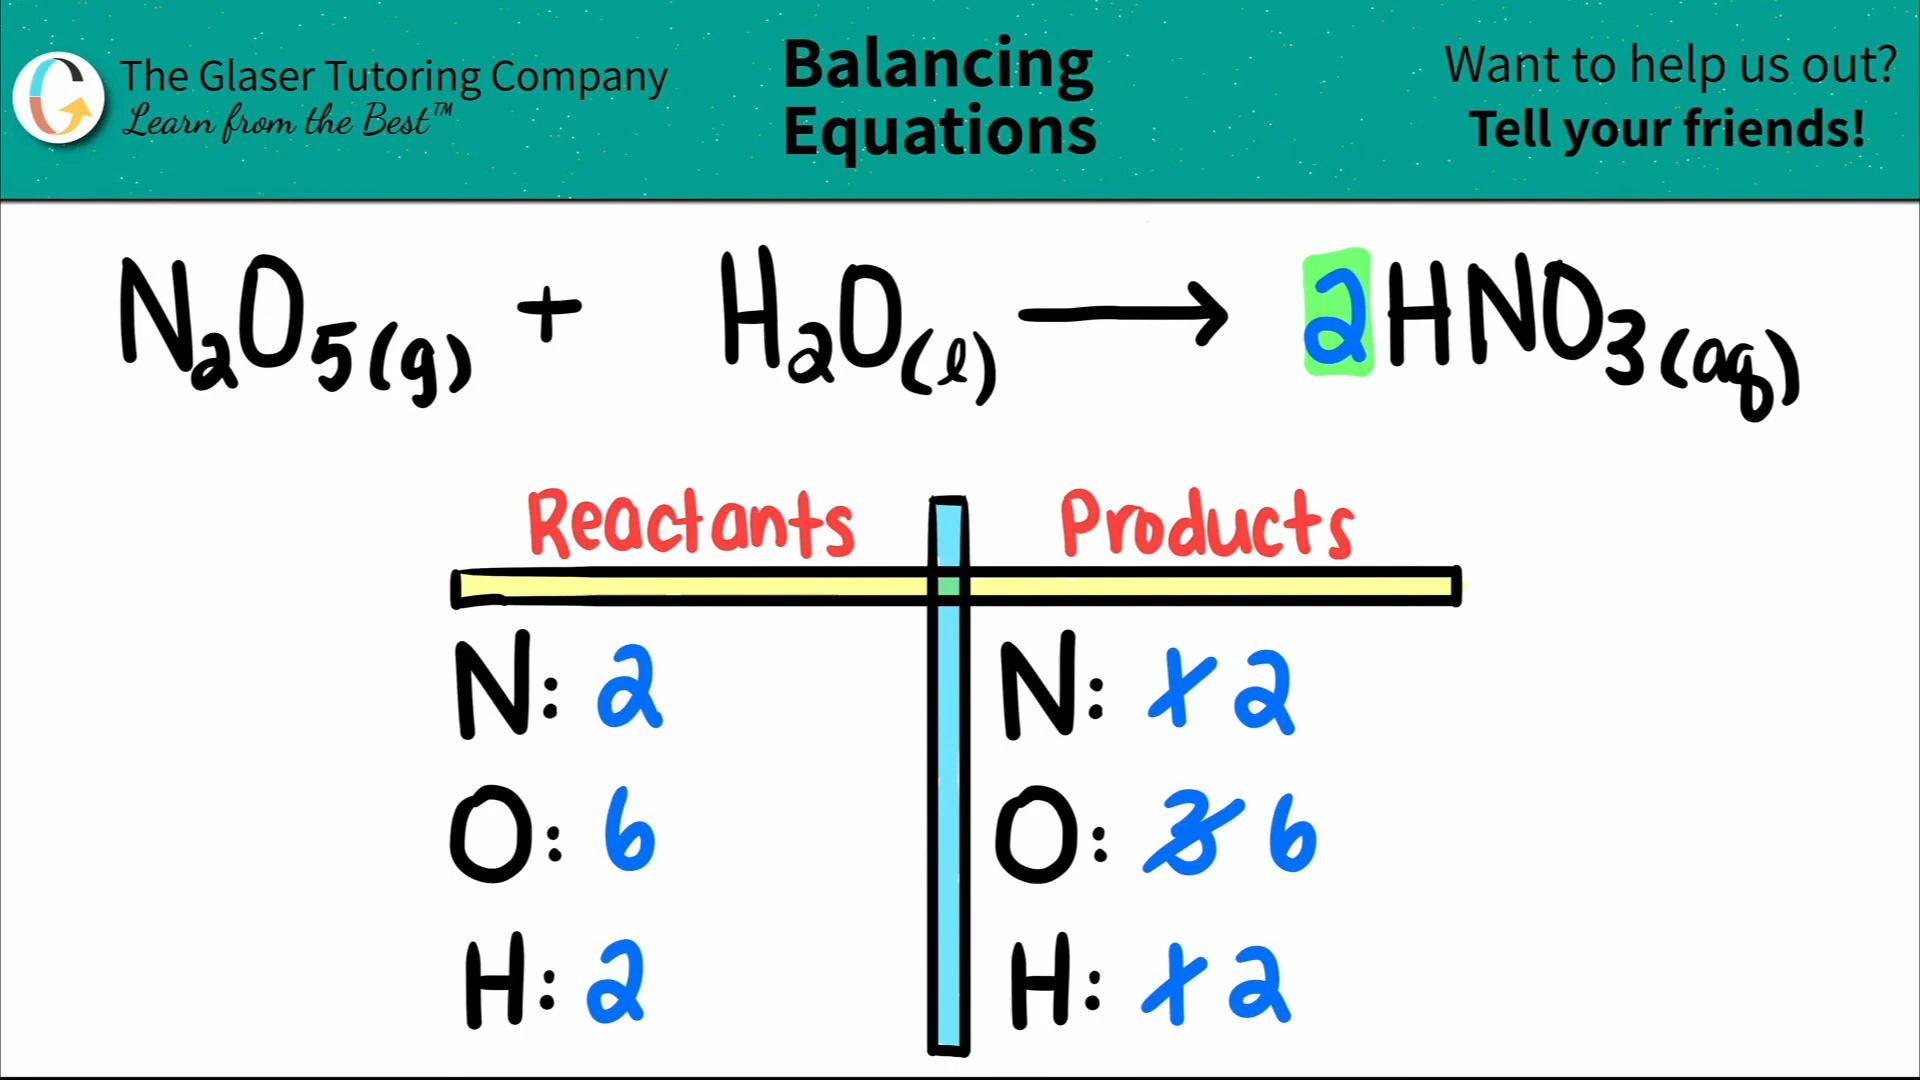 The Glaser Tutoring Company
Learn from the Best™
Balancing
Equations
Want to help us out?
Tell your friends!
N₂O₅(g) + H₂O(l) → 2HNO₃(aq)
Reactants Products
N: 2 N: 1 2
O: 6 O: 3 6
H: 2 H: 1 2